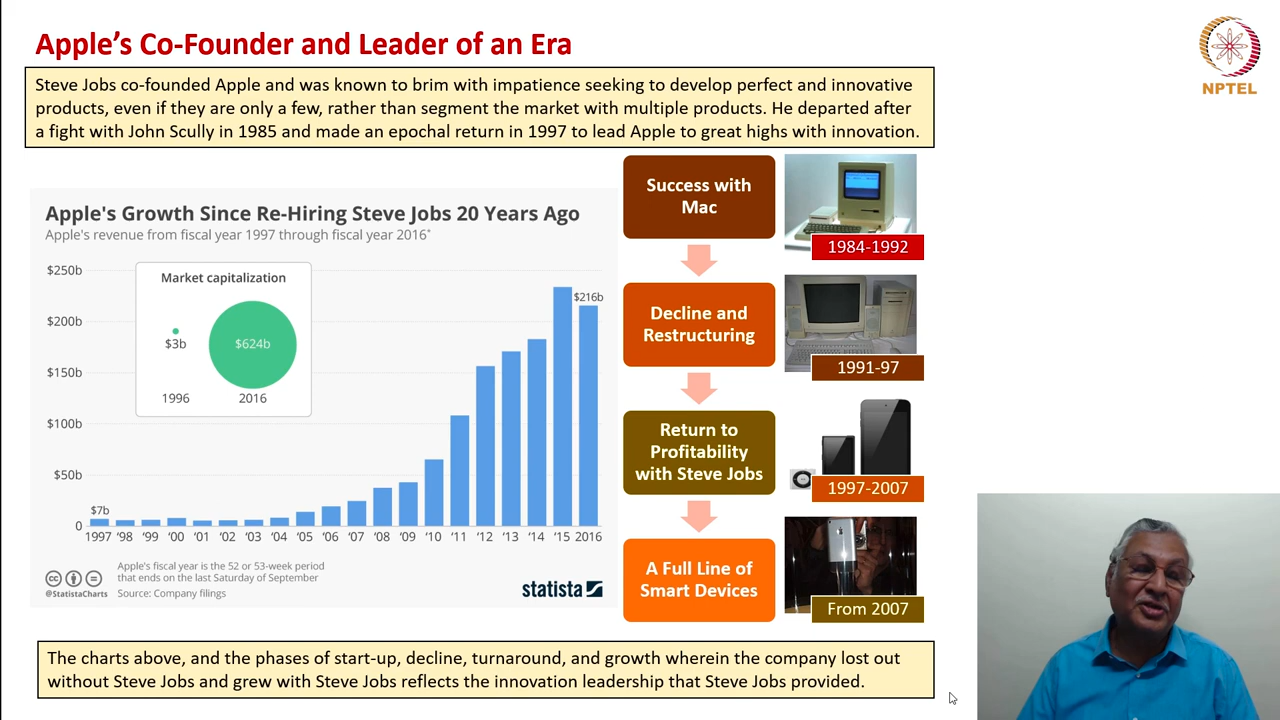 Apple's Co-Founder and Leader of an Era
NPTEL
Steve Jobs co-founded Apple and was known to brim with impatience seeking to develop perfect and innovative
products, even if they are only a few, rather than segment the market with multiple products. He departed after
a fight with John Scully in 1985 and made an epochal return in 1997 to lead Apple to great highs with innovation.
Apple's Growth Since Re-Hiring Steve Jobs 20 Years Ago
Apple's revenue from fiscal year 1997 through fiscal year 2016*
$250b
$200b
$150b
$100b
$50b
0
Market capitalization
$3b
$624b
1996
2016
$7b
$216b
1997 '98 '99 '00 '01 '02 '03 '04 '05 '06 '07 '08 '09 '10 '11 '12 '13 '14 '15 2016
Apple's fiscal year is the 52 or 53-week period
that ends on the last Saturday of September
Source: Company filings
cc
@StatistaCharts
statista
Success with
Mac
1984-1992
Decline and
Restructuring
1991-97
Return to
Profitability
with Steve Jobs
1997-2007
A Full Line of
Smart Devices
From 2007
The charts above, and the phases of start-up, decline, turnaround, and growth wherein the company lost out
without Steve Jobs and grew with Steve Jobs reflects the innovation leadership that Steve Jobs provided.